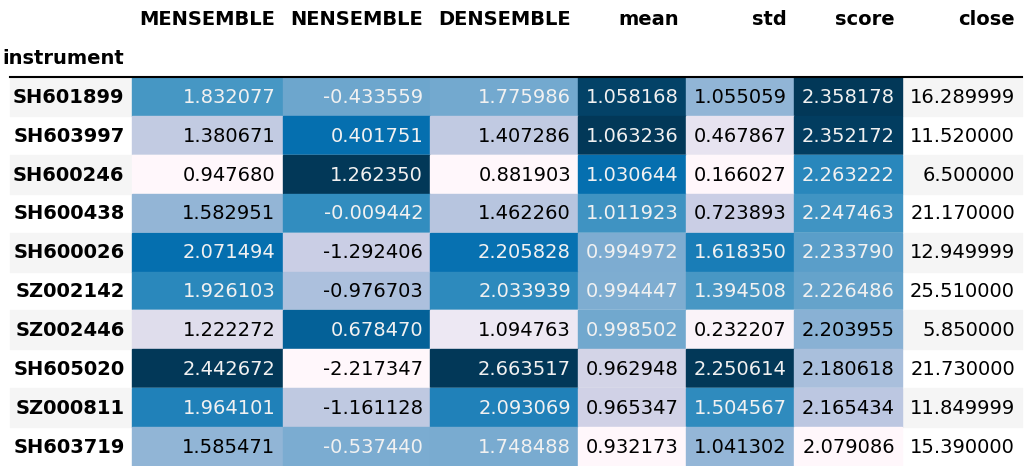 MENSEMBLE NENSEMBLE DENSEMBLE mean std score close
instrument
SH601899 1.832077 -0.433559 1.775986 1.058168 1.055059 2.358178 16.289999
SH603997 1.380671 0.401751 1.407286 1.063236 0.467867 2.352172 11.520000
SH600246 0.947680 1.262350 0.881903 1.030644 0.166027 2.263222 6.500000
SH600438 1.582951 -0.009442 1.462260 1.011923 0.723893 2.247463 21.170000
SH600026 2.071494 -1.292406 2.205828 0.994972 1.618350 2.233790 12.949999
SZ002142 1.926103 -0.976703 2.033939 0.994447 1.394508 2.226486 25.510000
SZ002446 1.222272 0.678470 1.094763 0.998502 0.232207 2.203955 5.850000
SH605020 2.442672 -2.217347 2.663517 0.962948 2.250614 2.180618 21.730000
SZ000811 1.964101 -1.161128 2.093069 0.965347 1.504567 2.165434 11.849999
SH603719 1.585471 -0.537440 1.748488 0.932173 1.041302 2.079086 15.390000